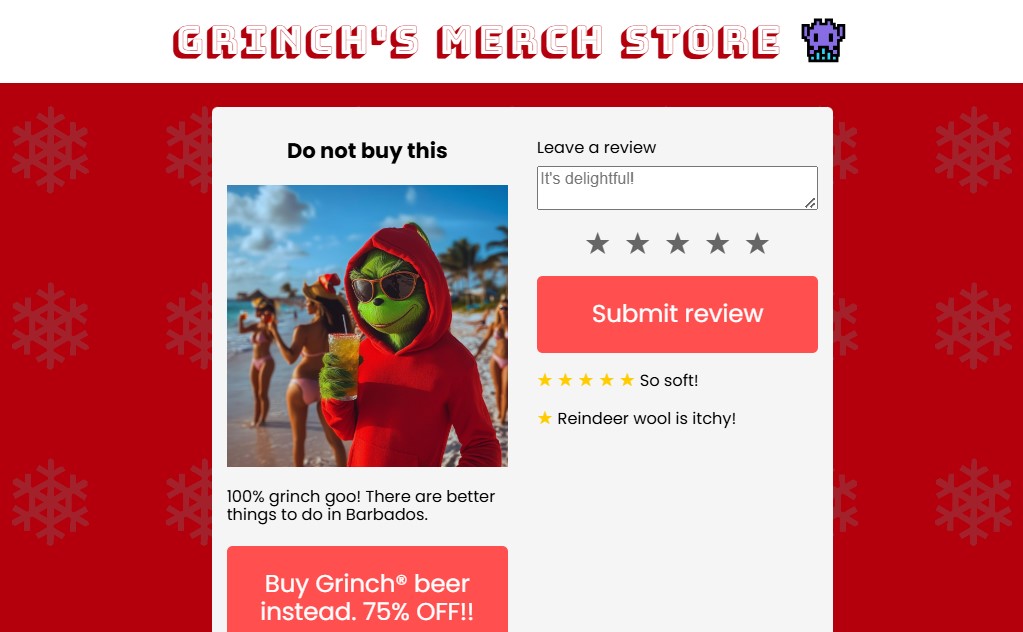 GRINCH'S MERCH STORE
Do not buy this
100% grinch goo! There are better
things to do in Barbados.
Buy Grinch® beer
instead. 75% OFF!!
Leave a review
It's delightful!
★ ★ ★ ★ ★
Submit review
★ ★ ★ ★ ★ So soft!
★ Reindeer wool is itchy!